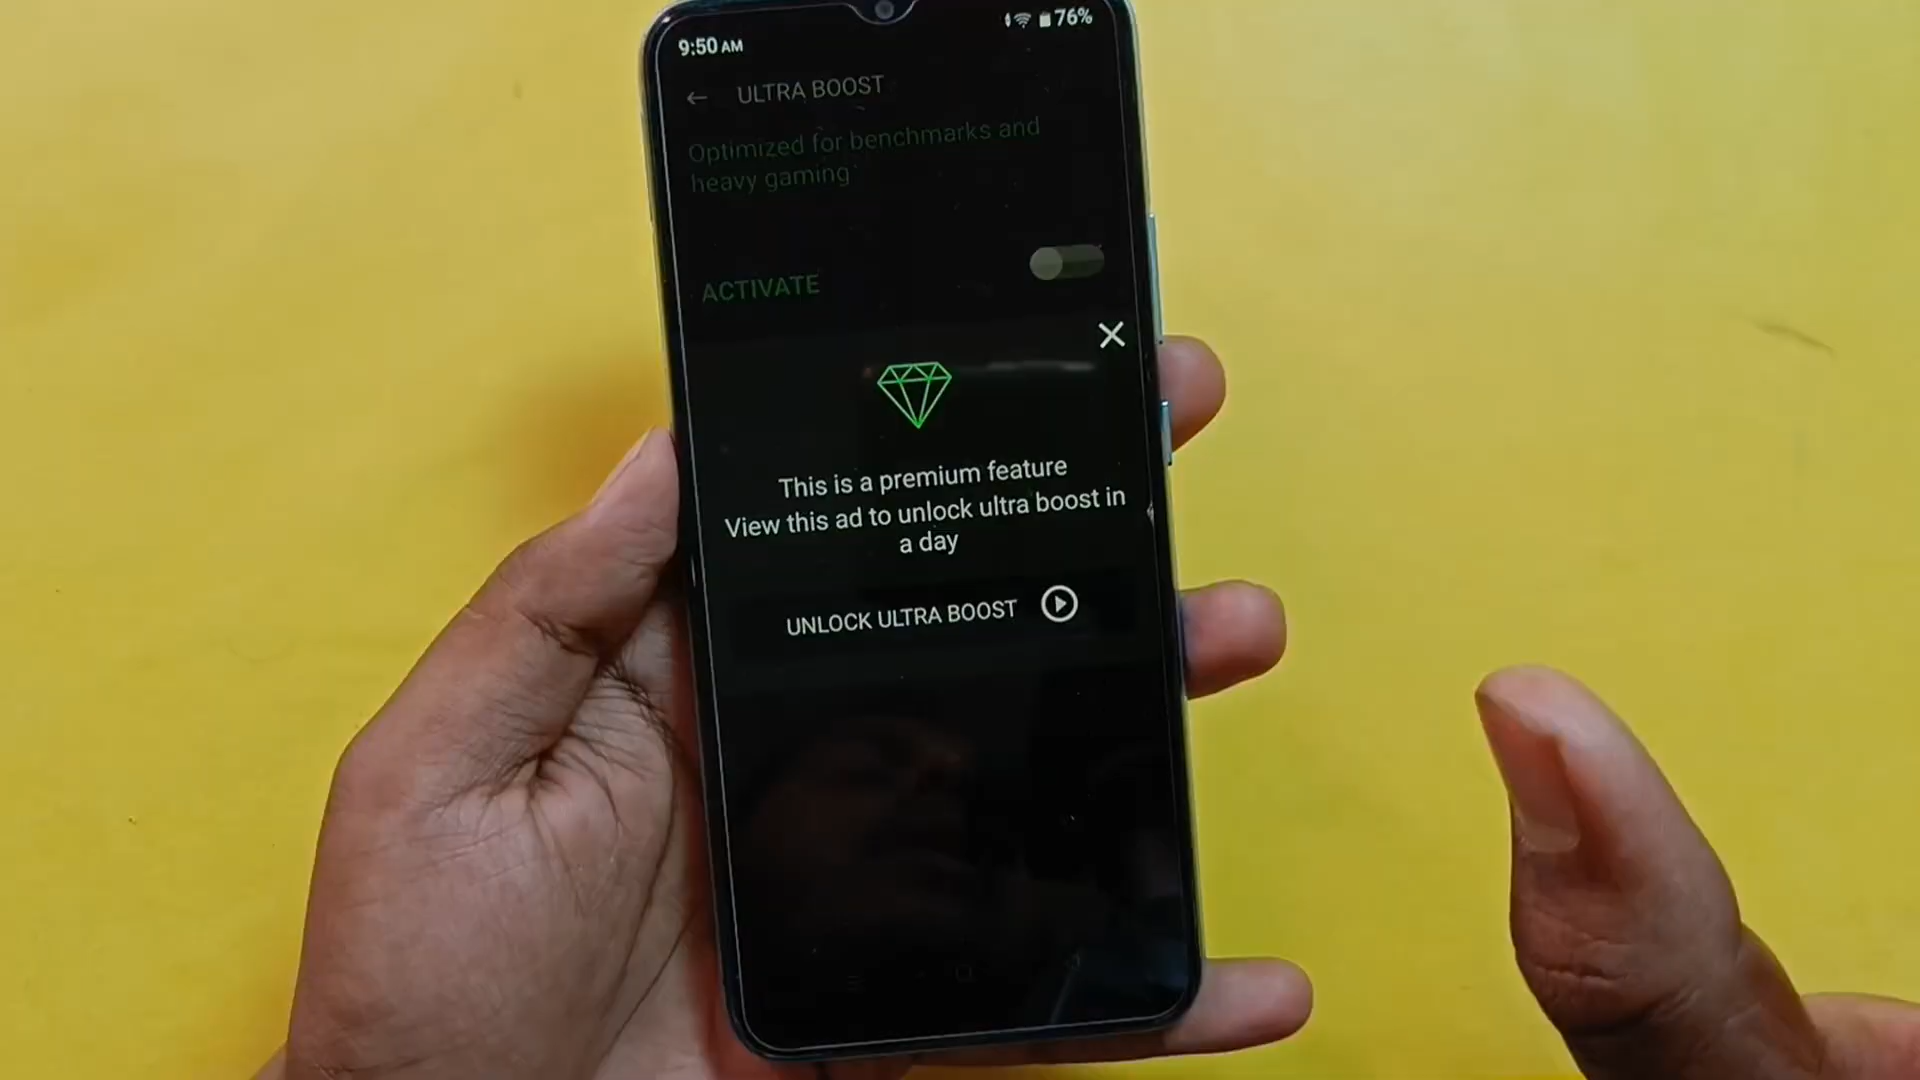 9:50 AM
76%
ULTRA BOOST
Optimized for benchmarks and
heavy gaming
ACTIVATE
This is a premium feature
View this ad to unlock ultra boost in
a day
UNLOCK ULTRA BOOST